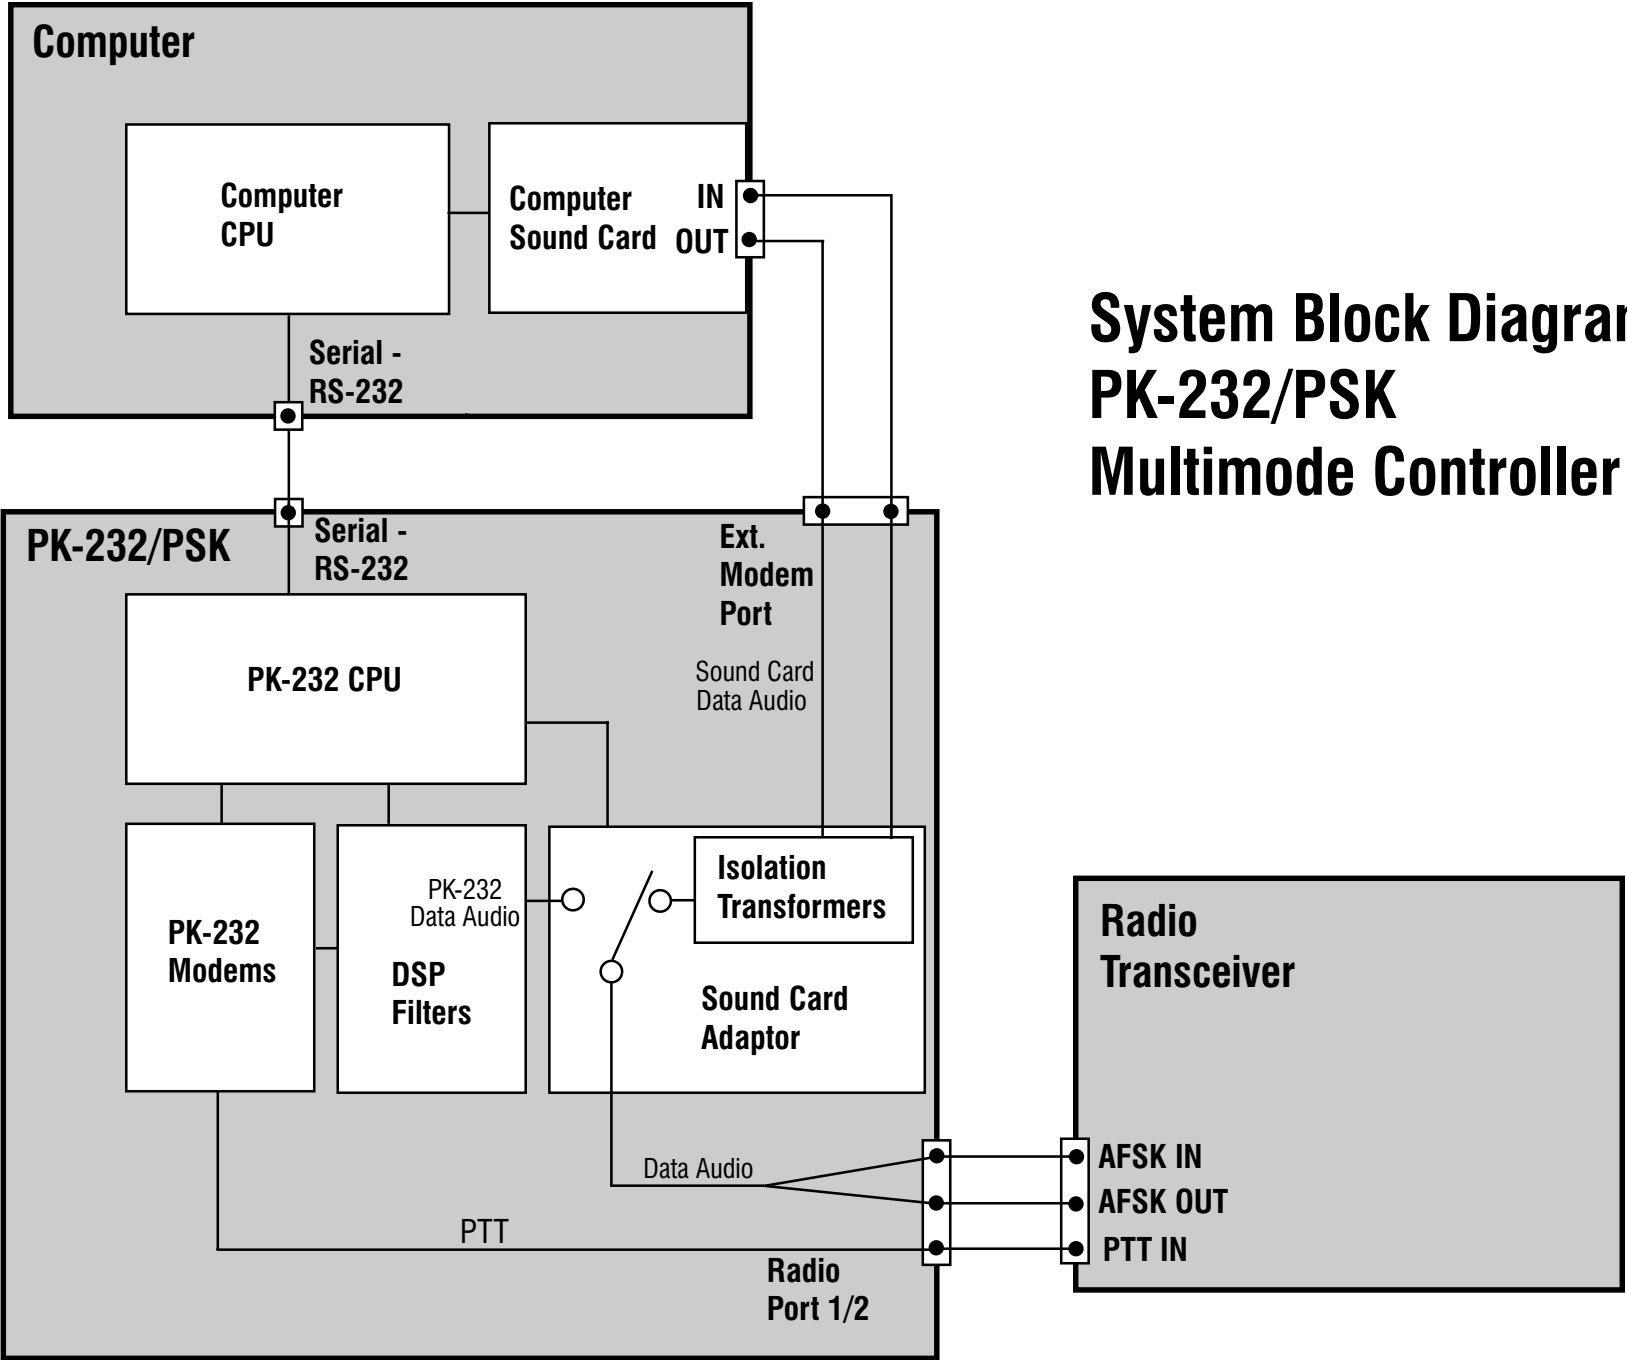 Computer
Computer
CPU
Computer
Sound Card
IN
OUT
Serial -
RS-232
System Block Diagram
PK-232/PSK
Multimode Controller
PK-232/PSK
Serial -
RS-232
Ext.
Modem
Port
Sound Card
Data Audio
PK-232 CPU
PK-232
Modems
PK-232
Data Audio
DSP
Filters
Isolation
Transformers
Sound Card
Adaptor
Radio
Transceiver
Data Audio
PTT
Radio
Port 1/2
AFSK IN
AFSK OUT
PTT IN